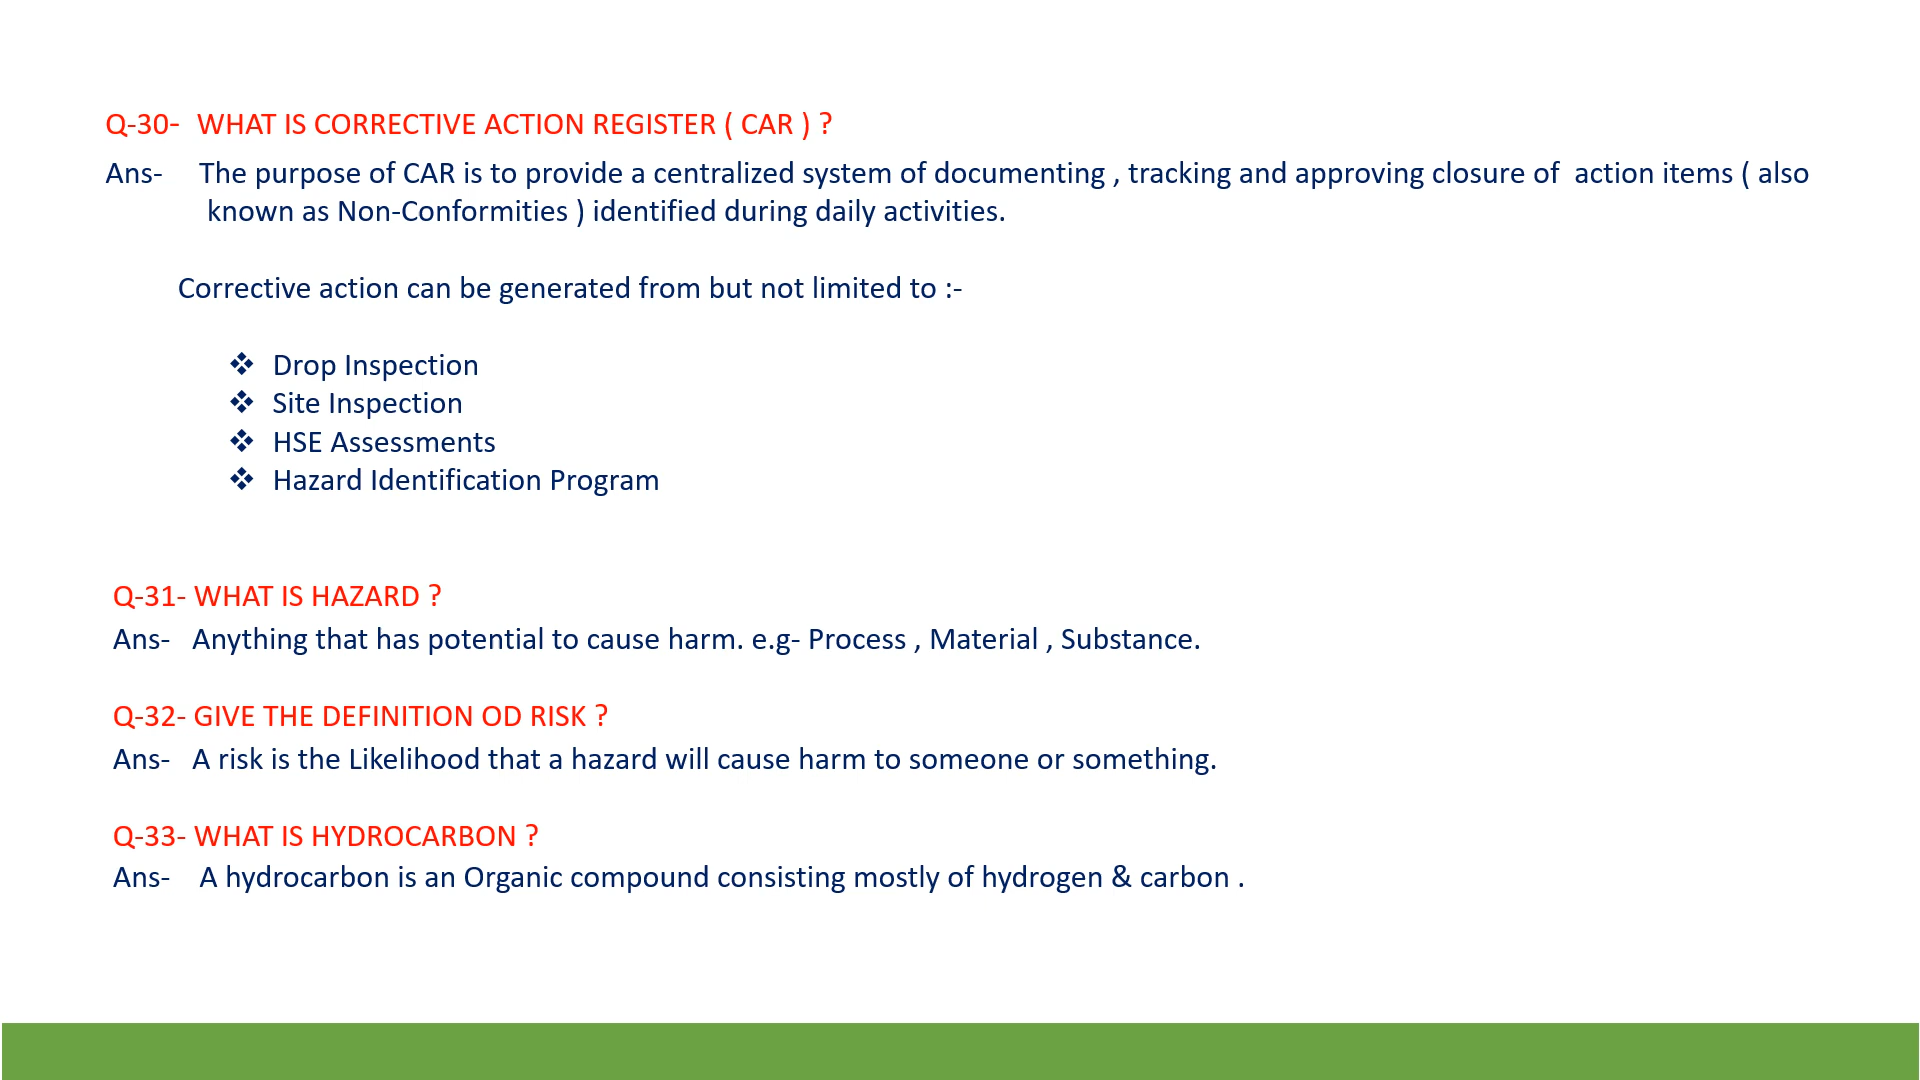 Q-30- WHAT IS CORRECTIVE ACTION REGISTER ( CAR ) ?
Ans- The purpose of CAR is to provide a centralized system of documenting , tracking and approving closure of action items ( also
known as Non-Conformities ) identified during daily activities.
Corrective action can be generated from but not limited to :-
❖ Drop Inspection
❖ Site Inspection
❖ HSE Assessments
❖ Hazard Identification Program
Q-31- WHAT IS HAZARD ?
Ans- Anything that has potential to cause harm. e.g- Process , Material , Substance.
Q-32- GIVE THE DEFINITION OD RISK ?
Ans- A risk is the Likelihood that a hazard will cause harm to someone or something.
Q-33- WHAT IS HYDROCARBON ?
Ans- A hydrocarbon is an Organic compound consisting mostly of hydrogen & carbon .